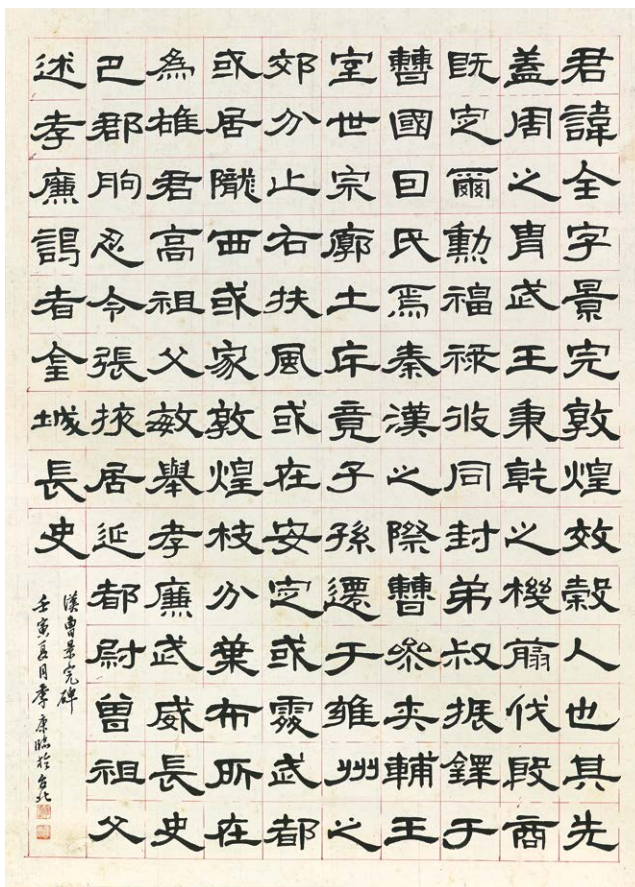 君諱全字景完敦煌效穀人也其先
蓋周之胄武王秉乾之機翦伐殷商
既定爾勳福祿攸同封弟叔振鐸于
曹國因氏焉秦漢之際曹參夾輔王
室世宗廓土斥竟子孫遷于雍州之
郊分止右扶風或在安定或處武都
或居隴西或家敦煌枝分葉布所在
為雄君高祖父敏舉孝廉武威長史
巴郡朐忍令張掖居延都尉曾祖父
述孝廉謁者金城長史
漢曹景完碑
壬寅夏月李康臨於台北